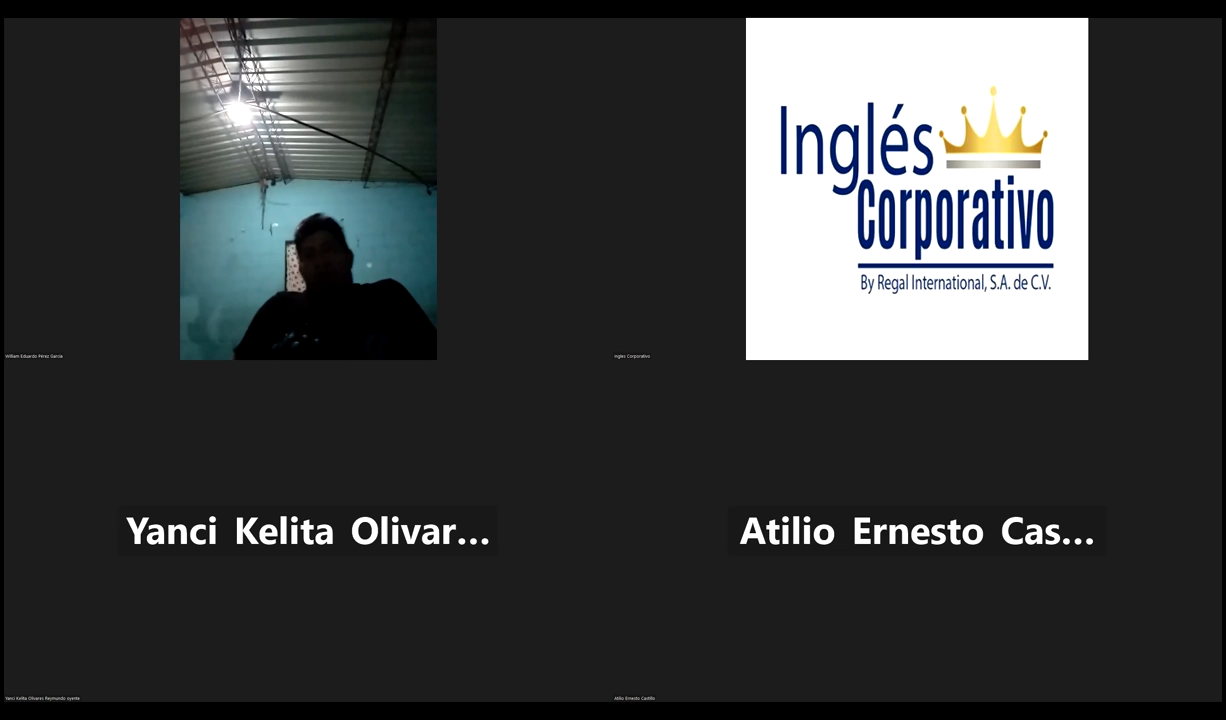 Inglés
Corporativo
By Regal International, S.A. de C.V.
William Eduardo Pérez García
Ingles Corporativo
Yanci Kelita Olivar...
Atilio Ernesto Cas...
Yanci Kelita Olivares Reymundo oyente
Atilio Ernesto Castillo